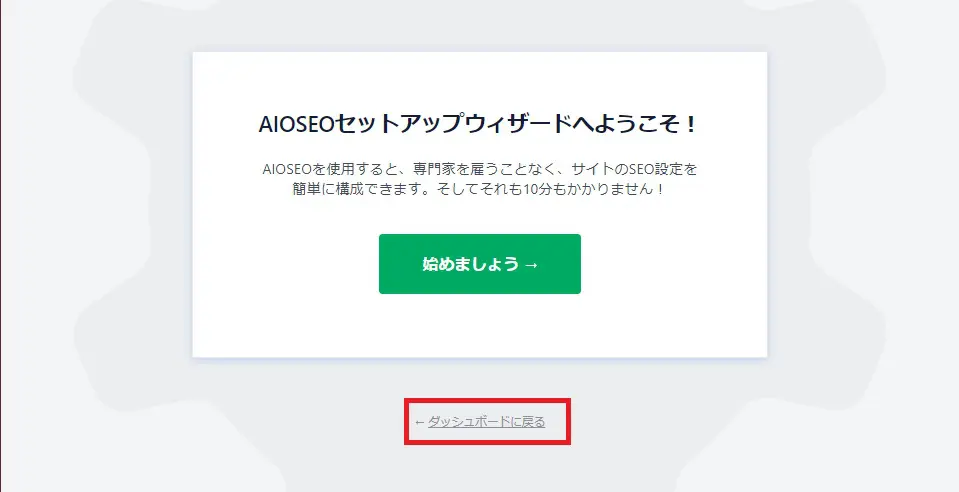 AIOSEOセットアップウィザードへようこそ！
AIOSEOを使用すると、専門家を雇うことなく、サイトのSEO設定を
簡単に構成できます。そしてそれも10分もかかりません！
始めましょう →
← ダッシュボードに戻る